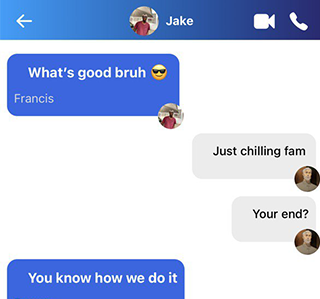 Jake
What's good bruh 😎
Francis
Just chilling fam
Your end?
You know how we do it